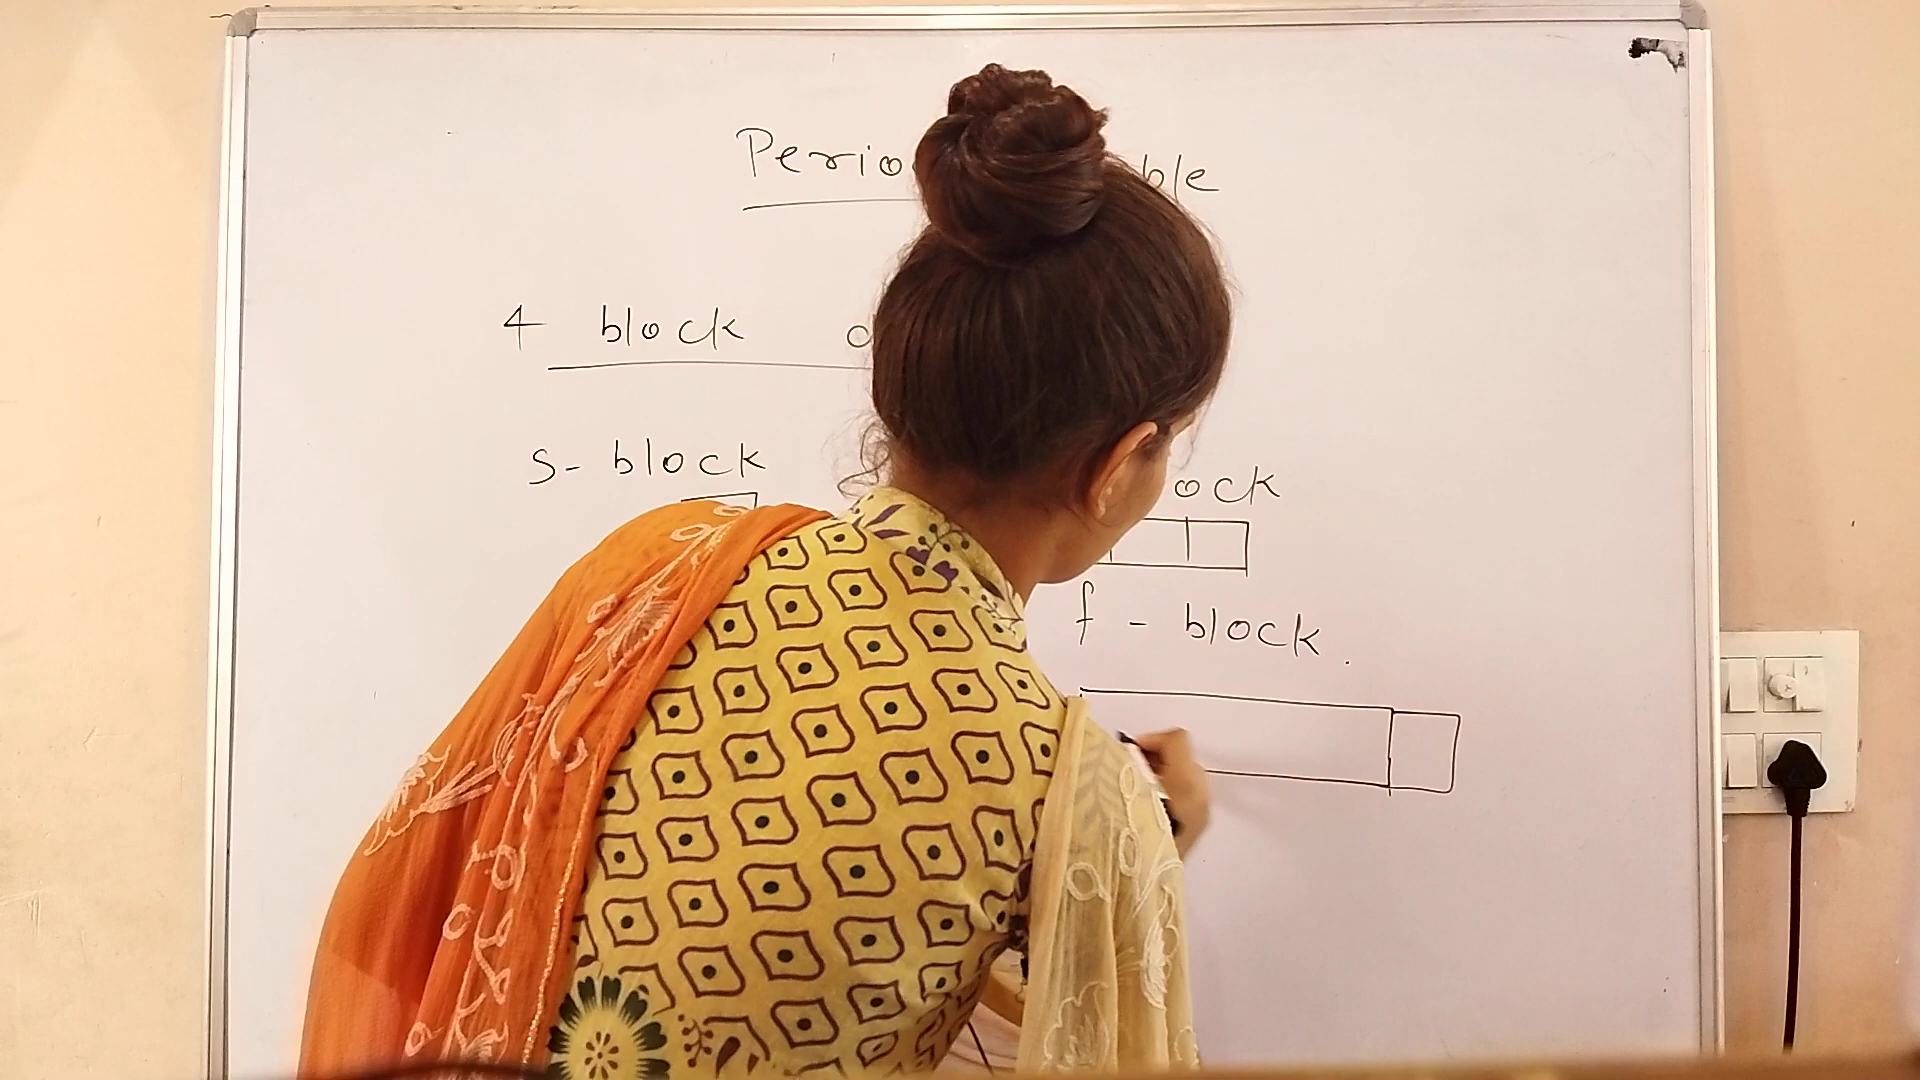 Perio ble
4 block
s- block ock
f - block.